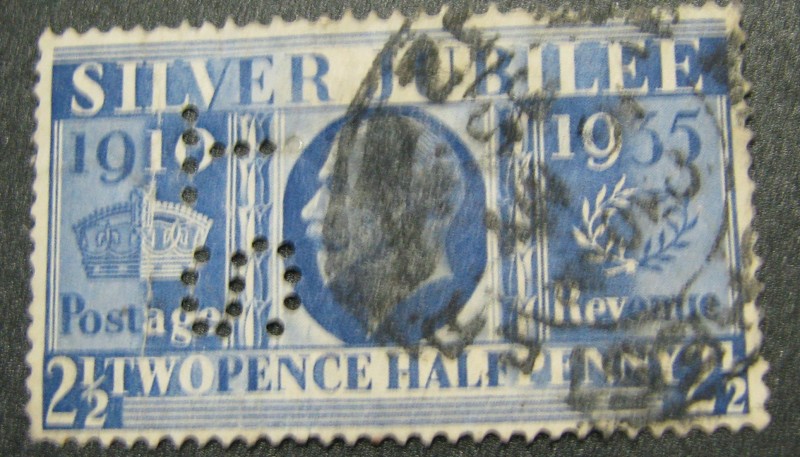 SILVER JUBILEE
1910 1935
Postage Revenue
2½ TWOPENCE HALFPENNY 2½